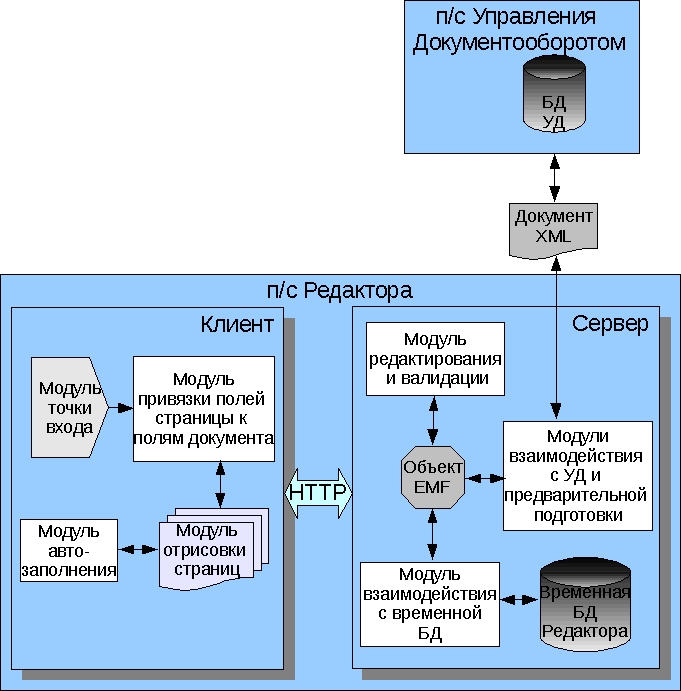 п/с Управления
Документооборотом
БД
УД
Документ
XML
п/с Редактора
Клиент
Модуль
точки
входа
Модуль
привязки полей
страницы к
полям документа
Модуль
авто-
заполнения
Модуль
отрисовки
страниц
HTTP
Сервер
Модуль
редактирования
и валидации
Объект
EMF
Модули
взаимодействия
с УД и
предварительной
подготовки
Модуль
взаимодействия
с временной
БД
Временная
БД
Редактора